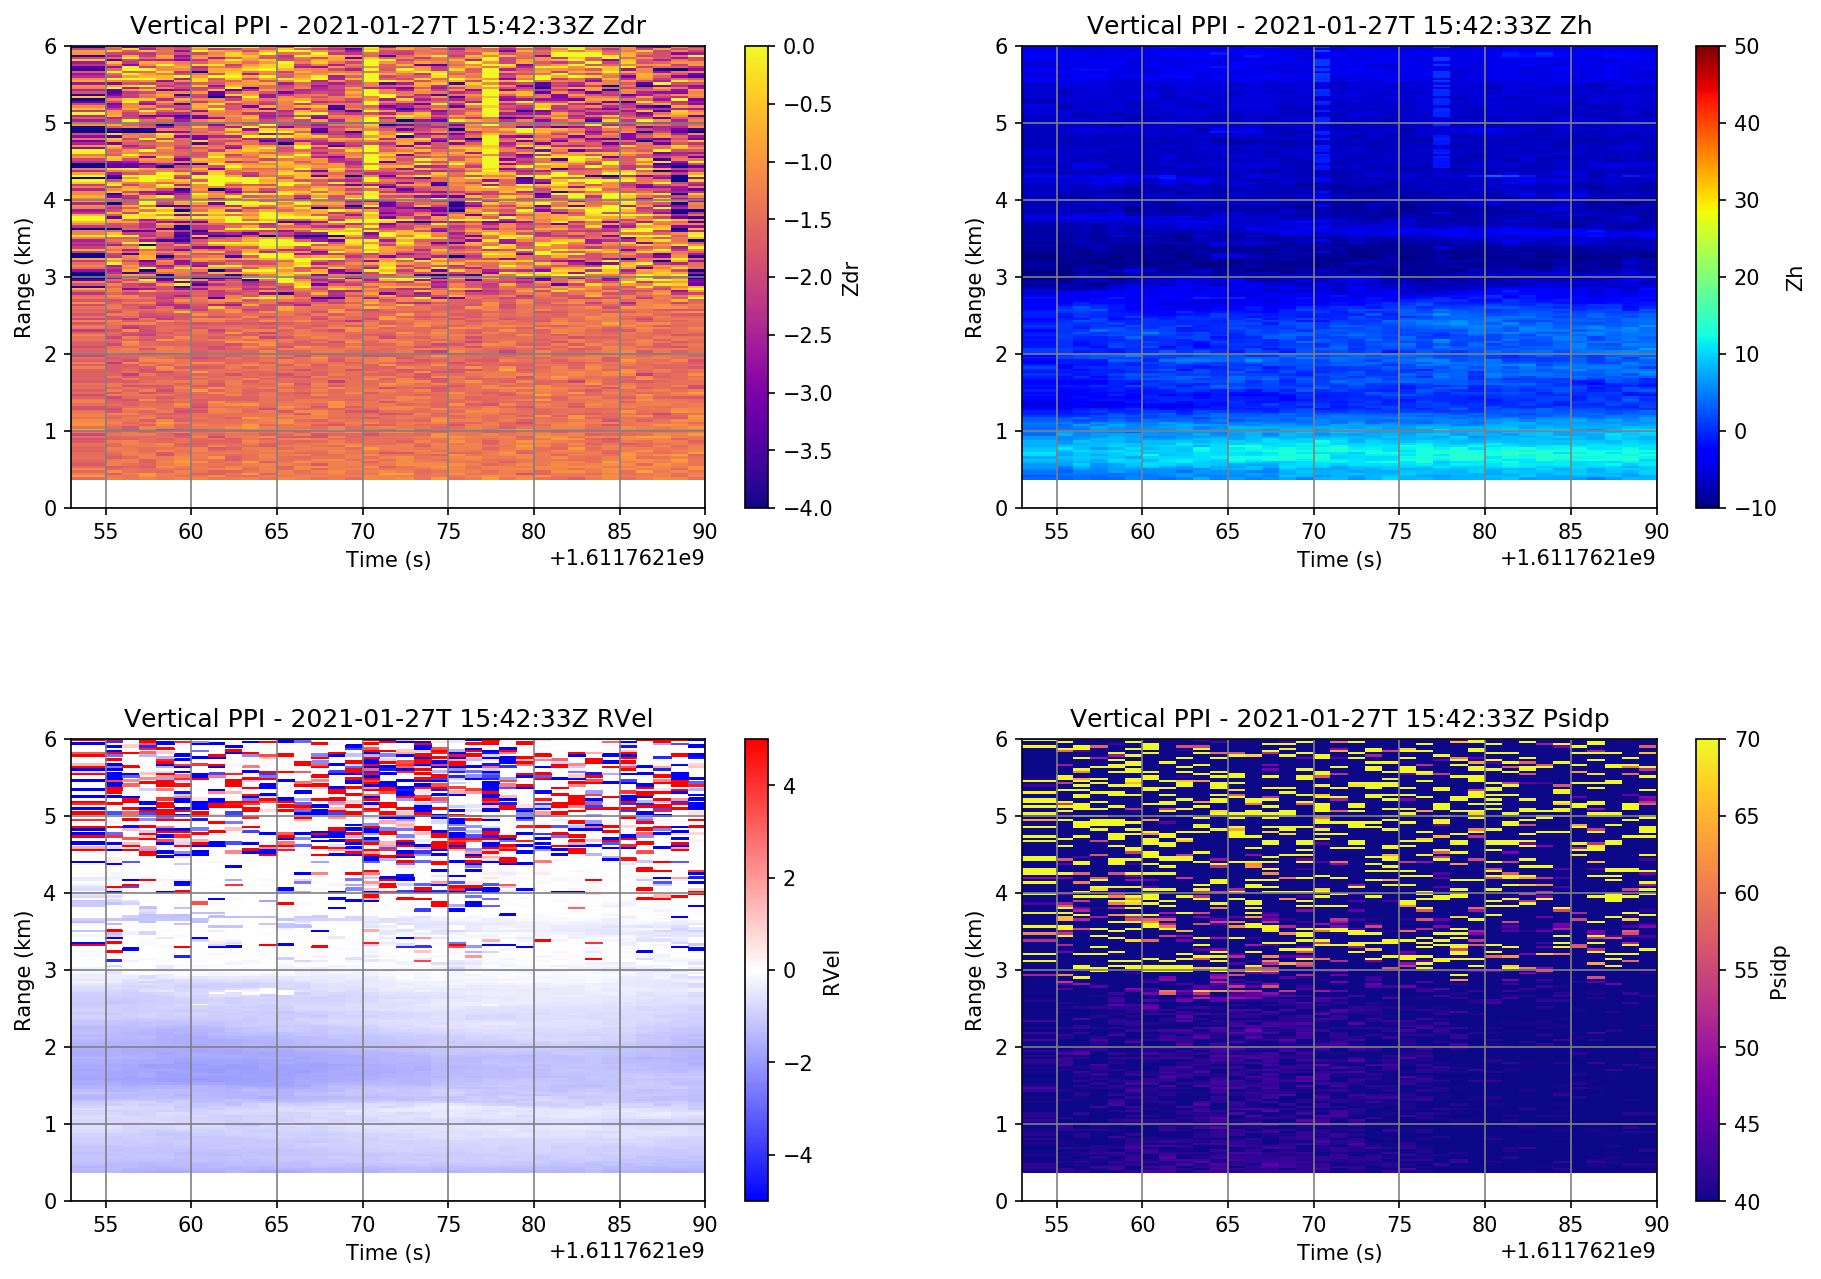 Vertical PPI - 2021-01-27T 15:42:33Z Zdr
6
5
4
3
2
1
0
Range (km)
55 60 65 70 75 80 85 90
Time (s)
+1.6117621e9
0.0
−0.5
−1.0
−1.5
−2.0
−2.5
−3.0
−3.5
−4.0
Zdr
Vertical PPI - 2021-01-27T 15:42:33Z Zh
6
5
4
3
2
1
0
Range (km)
55 60 65 70 75 80 85 90
Time (s)
+1.6117621e9
50
40
30
20
10
0
−10
Zh
Vertical PPI - 2021-01-27T 15:42:33Z RVel
6
5
4
3
2
1
0
Range (km)
55 60 65 70 75 80 85 90
Time (s)
+1.6117621e9
4
2
0
−2
−4
RVel
Vertical PPI - 2021-01-27T 15:42:33Z Psidp
6
5
4
3
2
1
0
Range (km)
55 60 65 70 75 80 85 90
Time (s)
+1.6117621e9
70
65
60
55
50
45
40
Psidp